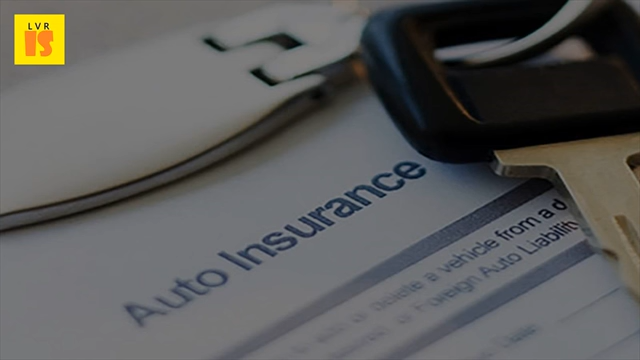 LVR
IS
Auto Insurance
a vehicle from a d
Foreign Auto Liability